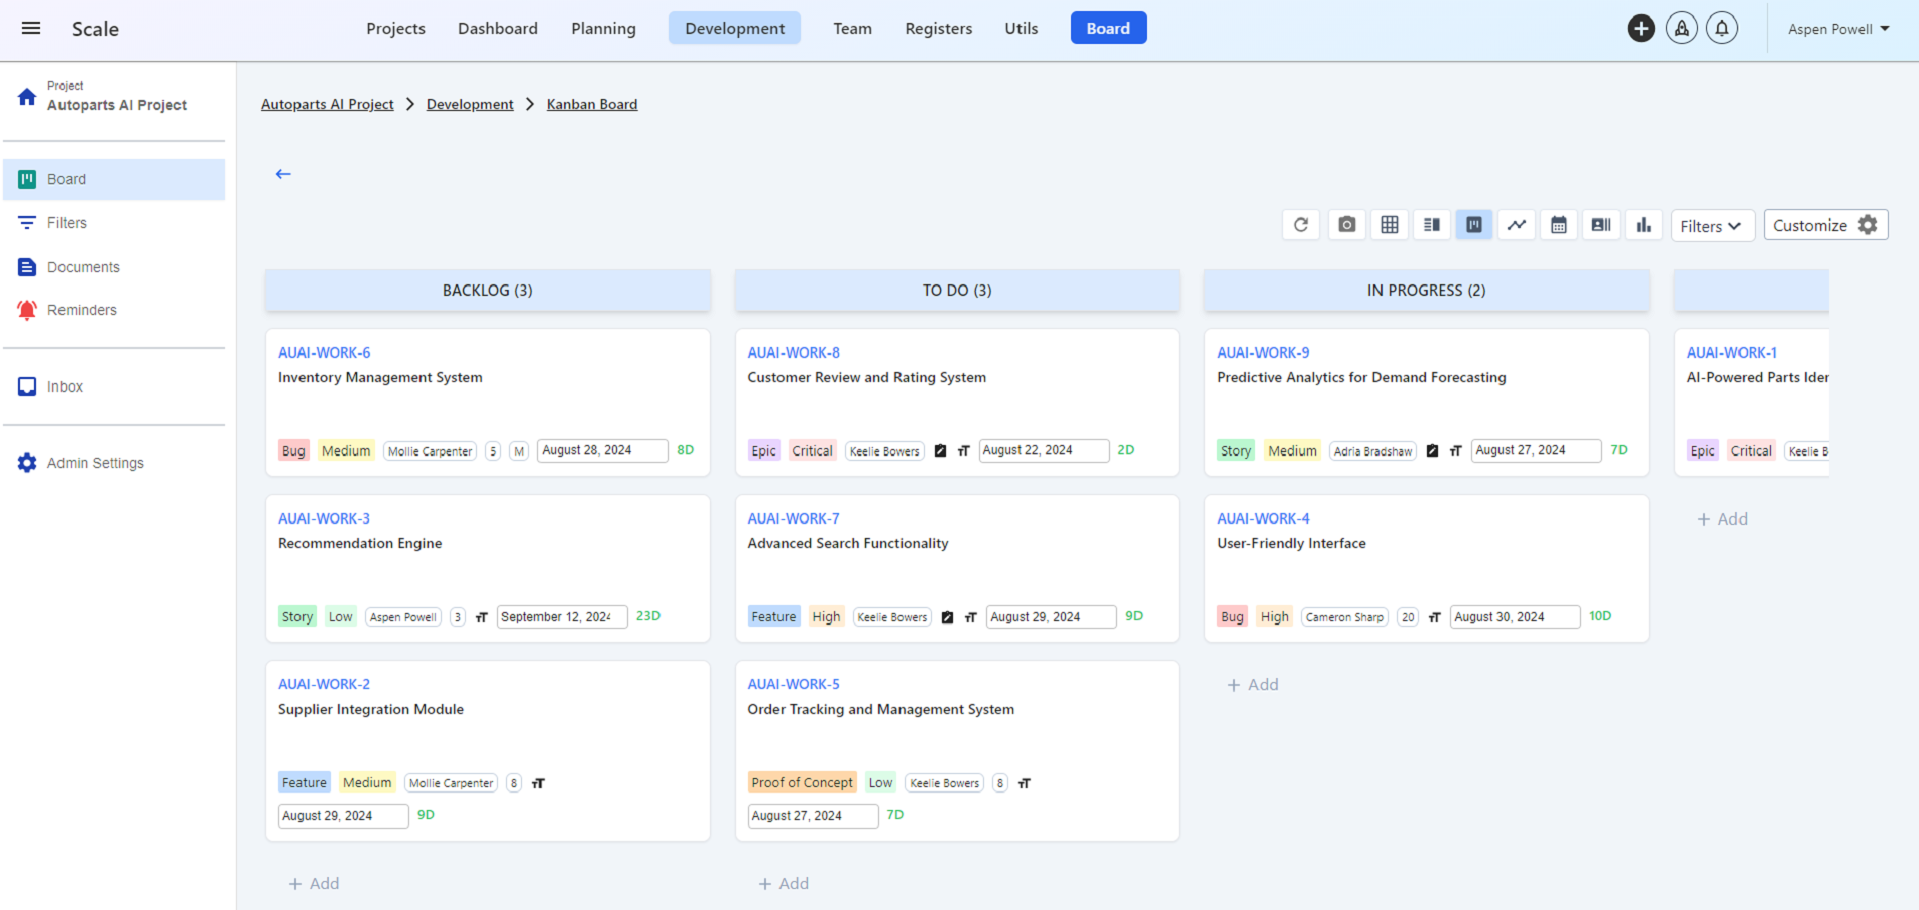 Scale
Projects Dashboard Planning Development Team Registers Utils Board
Aspen Powell
Project
Autoparts AI Project
Board
Filters
Documents
Reminders
Inbox
Admin Settings
Autoparts AI Project > Development > Kanban Board
Filters
Customize
BACKLOG (3)
AUAI-WORK-6
Inventory Management System
Bug Medium Mollie Carpenter 5 M August 28, 2024 8D
AUAI-WORK-3
Recommendation Engine
Story Low Aspen Powell 3 September 12, 2024 23D
AUAI-WORK-2
Supplier Integration Module
Feature Medium Mollie Carpenter 8
August 29, 2024 9D
+ Add
TO DO (3)
AUAI-WORK-8
Customer Review and Rating System
Epic Critical Keelie Bowers August 22, 2024 2D
AUAI-WORK-7
Advanced Search Functionality
Feature High Keelie Bowers August 29, 2024 9D
AUAI-WORK-5
Order Tracking and Management System
Proof of Concept Low Keelie Bowers 8
August 27, 2024 7D
+ Add
IN PROGRESS (2)
AUAI-WORK-9
Predictive Analytics for Demand Forecasting
Story Medium Adria Bradshaw August 27, 2024 7D
AUAI-WORK-4
User-Friendly Interface
Bug High Cameron Sharp 20 August 30, 2024 10D
+ Add
AUAI-WORK-1
AI-Powered Parts Iden
Epic Critical Keelie B
+ Add